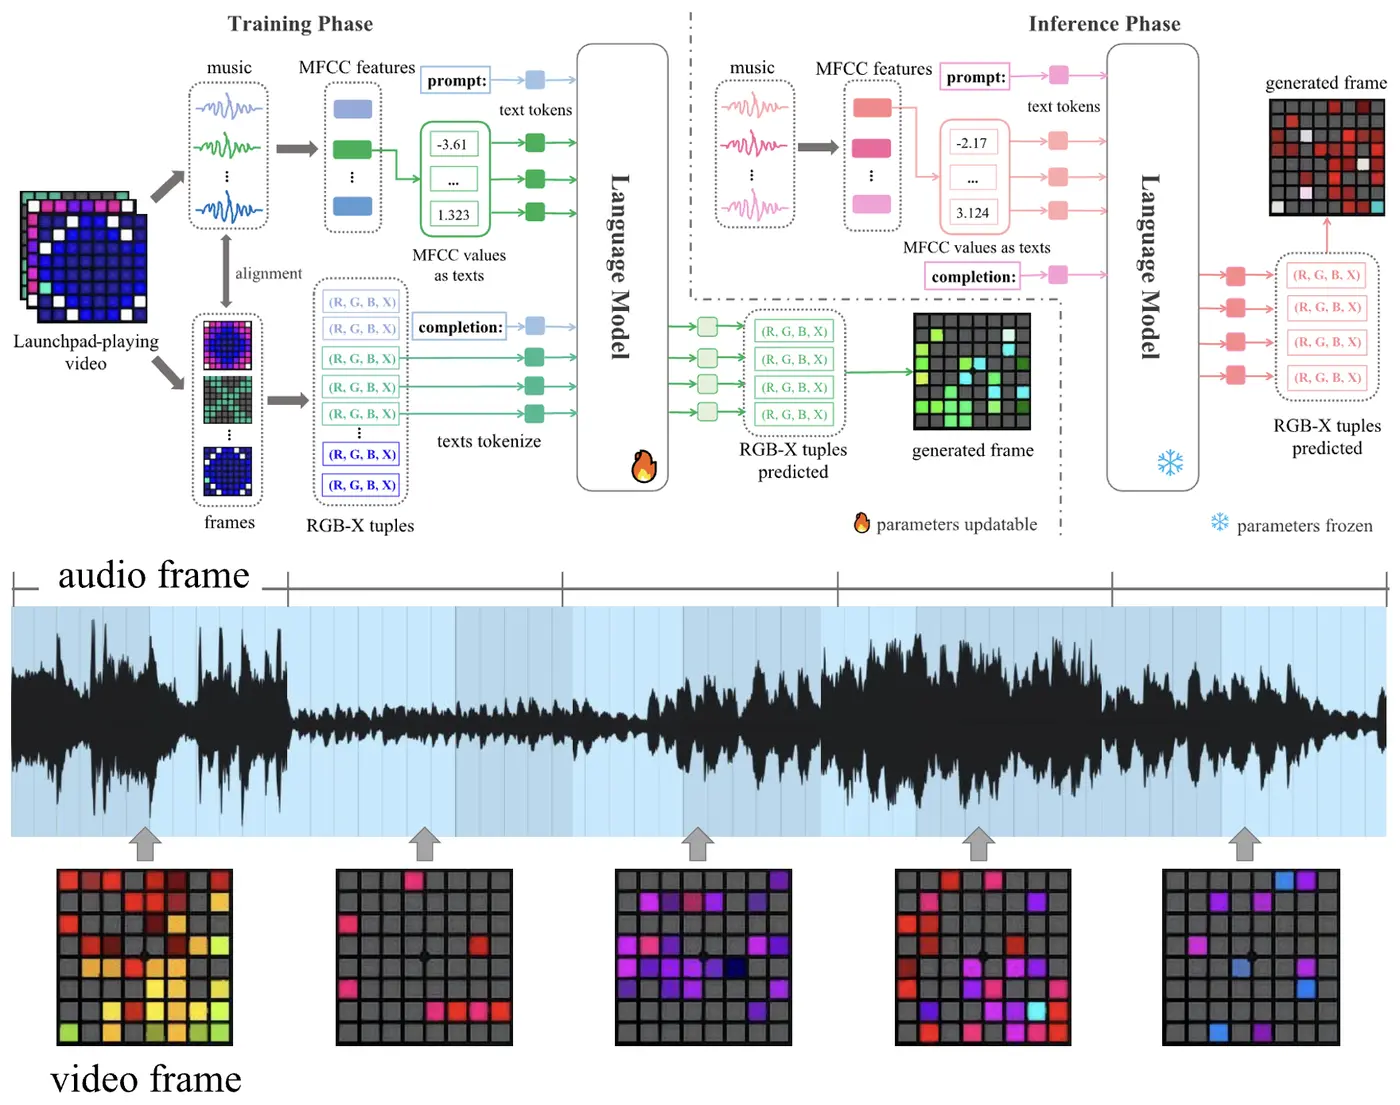 Training Phase
Inference Phase
music
MFCC features
prompt:
text tokens
-3.61
...
1.323
MFCC values
as texts
alignment
Launchpad-playing
video
(R, G, B, X)
(R, G, B, X)
(R, G, B, X)
(R, G, B, X)
(R, G, B, X)
(R, G, B, X)
(R, G, B, X)
completion:
texts tokenize
frames
RGB-X tuples
Language Model
(R, G, B, X)
(R, G, B, X)
(R, G, B, X)
(R, G, B, X)
RGB-X tuples
predicted
generated frame
parameters updatable
music
MFCC features
prompt:
text tokens
-2.17
...
3.124
MFCC values as texts
completion:
Language Model
generated frame
(R, G, B, X)
(R, G, B, X)
(R, G, B, X)
(R, G, B, X)
RGB-X tuples
predicted
parameters frozen
audio frame
video frame